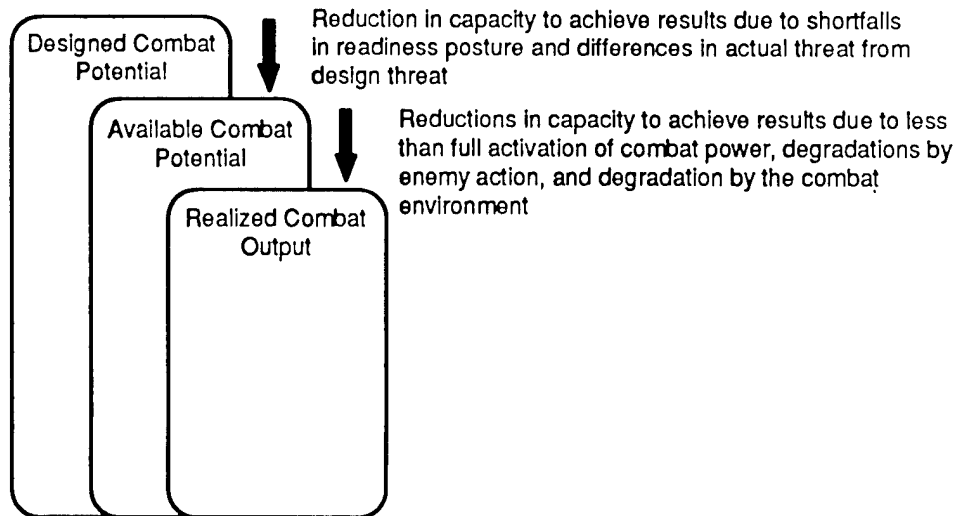 Designed Combat
Potential
Reduction in capacity to achieve results due to shortfalls
in readiness posture and differences in actual threat from
design threat
Available Combat
Potential
Reductions in capacity to achieve results due to less
than full activation of combat power, degradations by
enemy action, and degradation by the combat
environment
Realized Combat
Output